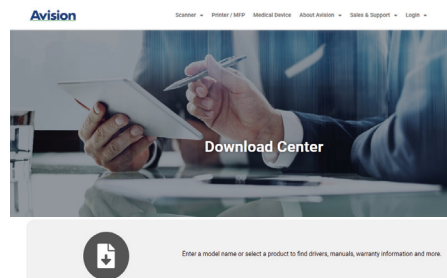 Avision
Scanner Printer / MFP Medical Device About Avision Sales & Support Login
Download Center
Enter a model name or select a product to find drivers, manuals, warranty information and more.